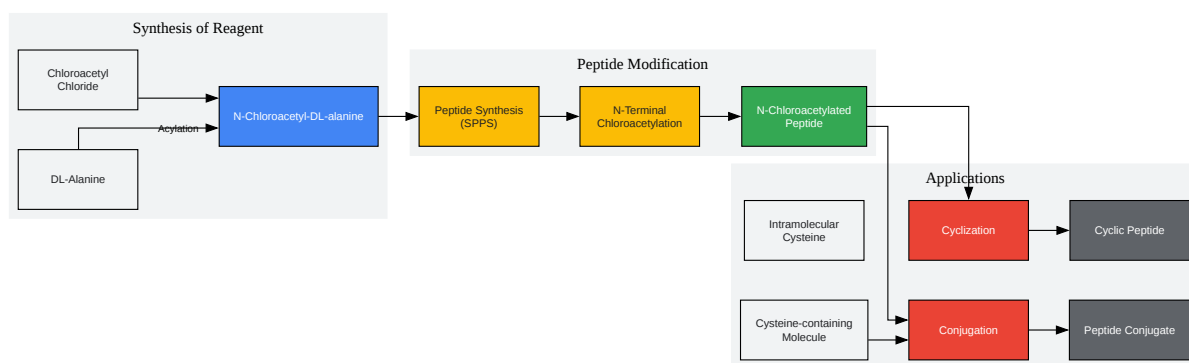 Synthesis of Reagent
Chloroacetyl
Chloride
Acylation
DL-Alanine
N-Chloroacetyl-DL-alanine
Peptide Modification
Peptide Synthesis
(SPPS)
N-Terminal
Chloroacetylation
N-Chloroacetylated
Peptide
Applications
Intramolecular
Cysteine
Cyclization
Cyclic Peptide
Cysteine-containing
Molecule
Conjugation
Peptide Conjugate